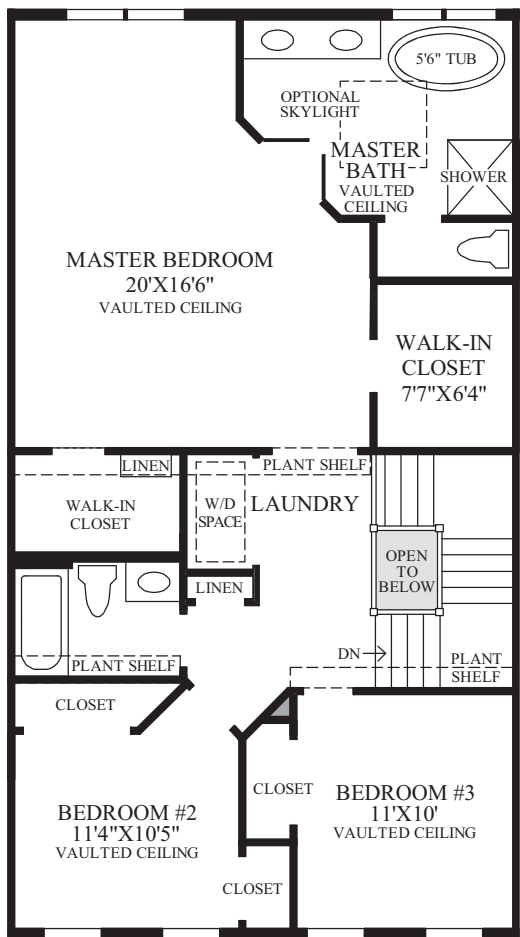 5'6" TUB
OPTIONAL
SKYLIGHT
MASTER
BATH
VAULTED
CEILING
SHOWER
MASTER BEDROOM
20'X16'6"
VAULTED CEILING
WALK-IN
CLOSET
7'7"X6'4"
LINEN
PLANT SHELF
WALK-IN
CLOSET
W/D
SPACE
LAUNDRY
LINEN
OPEN
TO
BELOW
PLANT SHELF
DN
PLANT
SHELF
CLOSET
CLOSET
BEDROOM #2
11'4"X10'5"
VAULTED CEILING
BEDROOM #3
11'X10'
VAULTED CEILING
CLOSET